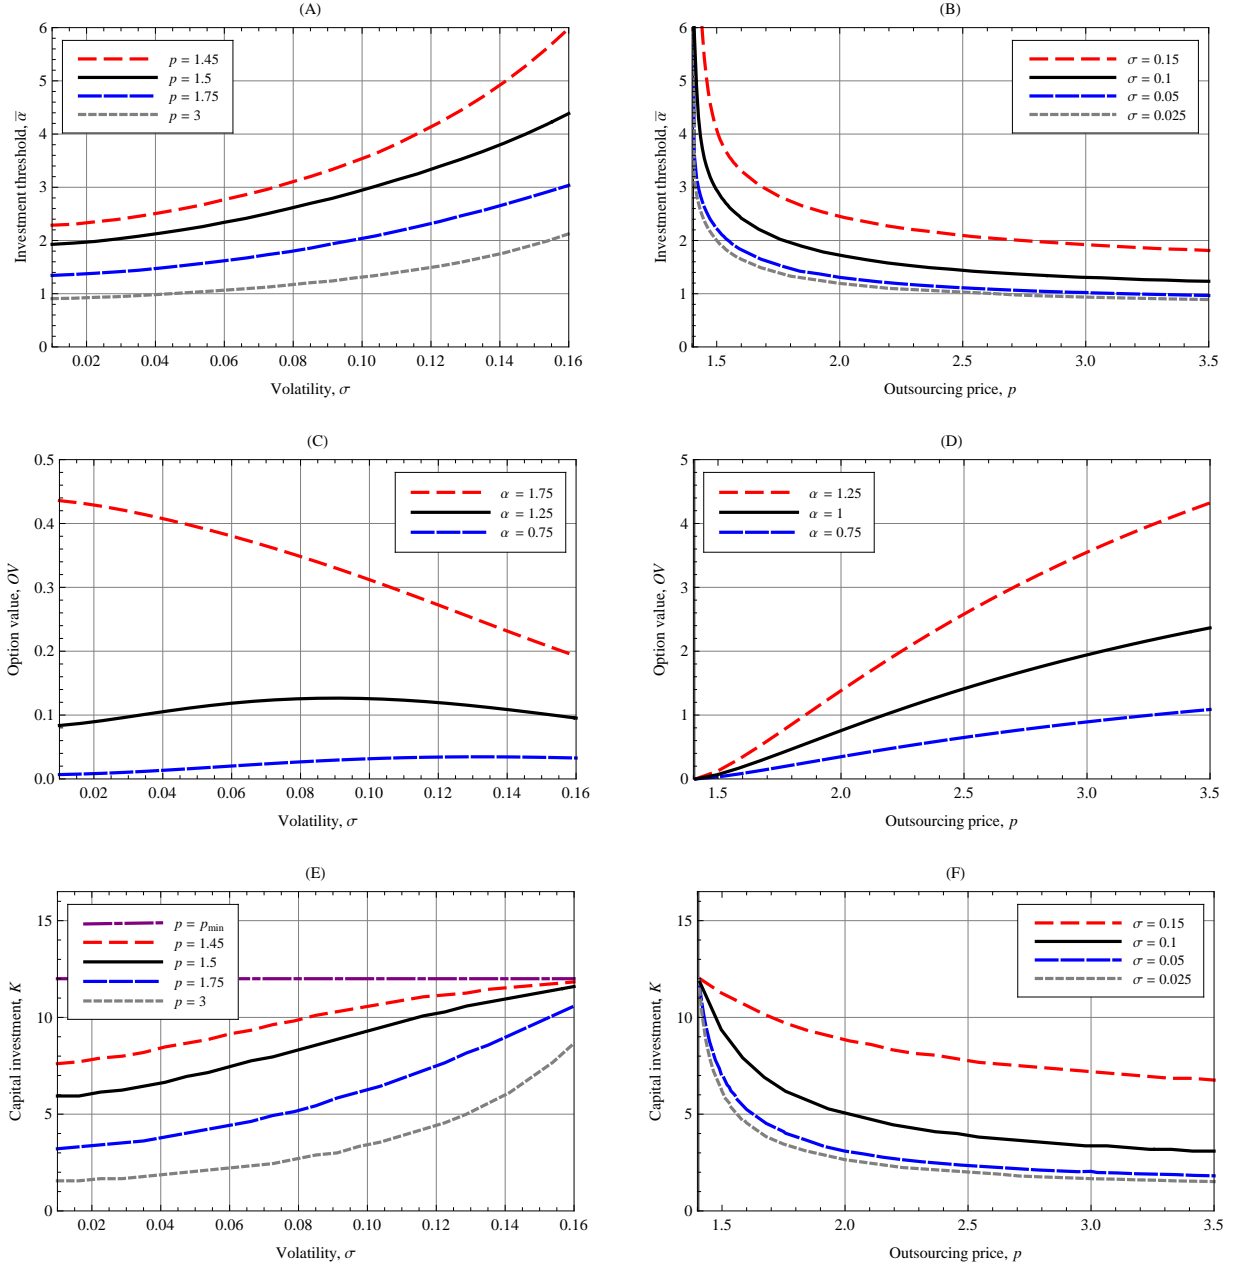 (A)
6
5
4
3
2
1
0
Investment threshold, α̅
p = 1.45
p = 1.5
p = 1.75
p = 3
0.02 0.04 0.06 0.08 0.10 0.12 0.14 0.16
Volatility, σ
(B)
6
5
4
3
2
1
0
Investment threshold, α̅
σ = 0.15
σ = 0.1
σ = 0.05
σ = 0.025
1.5 2.0 2.5 3.0 3.5
Outsourcing price, p
(C)
0.5
0.4
0.3
0.2
0.1
0.0
Option value, OV
α = 1.75
α = 1.25
α = 0.75
0.02 0.04 0.06 0.08 0.10 0.12 0.14 0.16
Volatility, σ
(D)
5
4
3
2
1
0
Option value, OV
α = 1.25
α = 1
α = 0.75
1.5 2.0 2.5 3.0 3.5
Outsourcing price, p
(E)
15
10
5
0
Capital investment, K
p = pmin
p = 1.45
p = 1.5
p = 1.75
p = 3
0.02 0.04 0.06 0.08 0.10 0.12 0.14 0.16
Volatility, σ
(F)
15
10
5
0
Capital investment, K
σ = 0.15
σ = 0.1
σ = 0.05
σ = 0.025
1.5 2.0 2.5 3.0 3.5
Outsourcing price, p